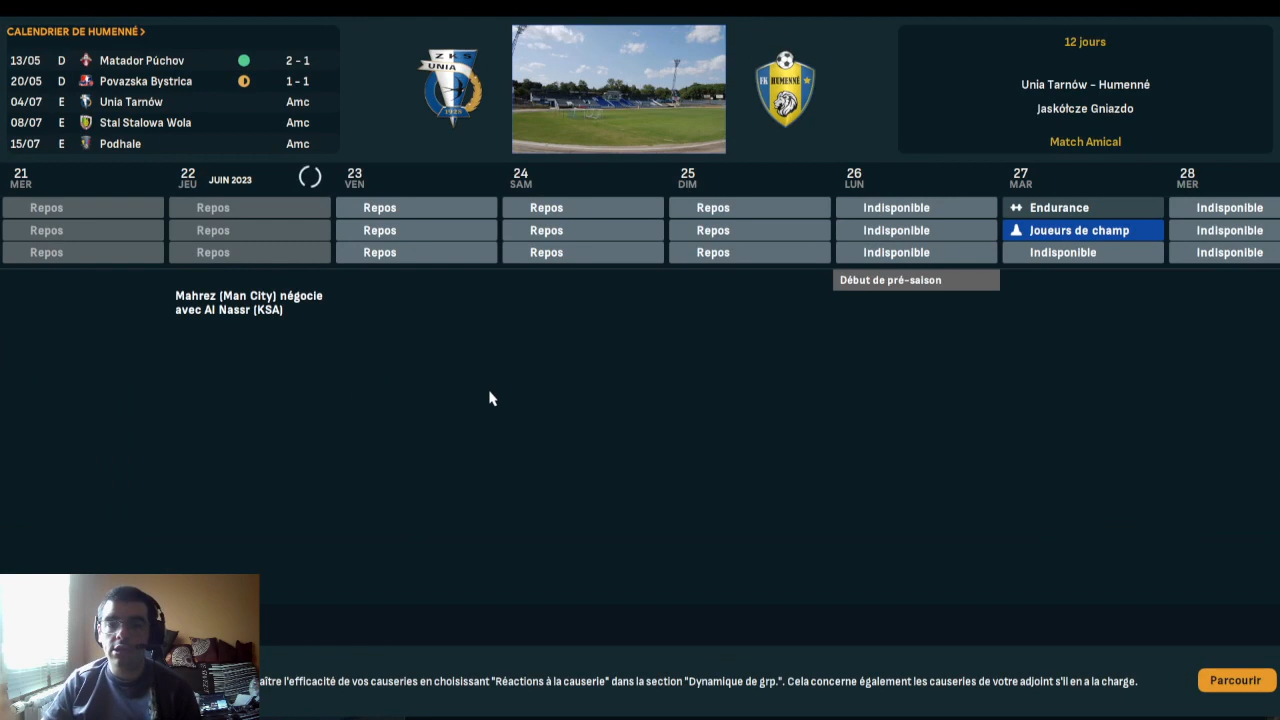 CALENDRIER DE HUMENNÉ >
13/05 D Matador Púchov 2 - 1
20/05 D Povazska Bystrica 1 - 1
04/07 E Unia Tarnów Amc
08/07 E Stal Stalowa Wola Amc
15/07 E Podhale Amc
ZKS
UNIA
1928
FK HUMENNÉ
12 jours
Unia Tarnów - Humenné
Jaskółcze Gniazdo
Match Amical
21 22 23 24 25 26 27 28
MER JEU JUIN 2023 VEN SAM DIM LUN MAR MER
Repos Repos Repos Repos Repos Indisponible Endurance Indisponible
Repos Repos Repos Repos Repos Indisponible Joueurs de champ Indisponible
Repos Repos Repos Repos Repos Indisponible Indisponible Indisponible
Début de pré-saison
Mahrez (Man City) négocie
avec Al Nassr (KSA)
aître l'efficacité de vos causeries en choisissant "Réactions à la causerie" dans la section "Dynamique de grp.". Cela concerne également les causeries de votre adjoint s'il en a la charge.
Parcourir